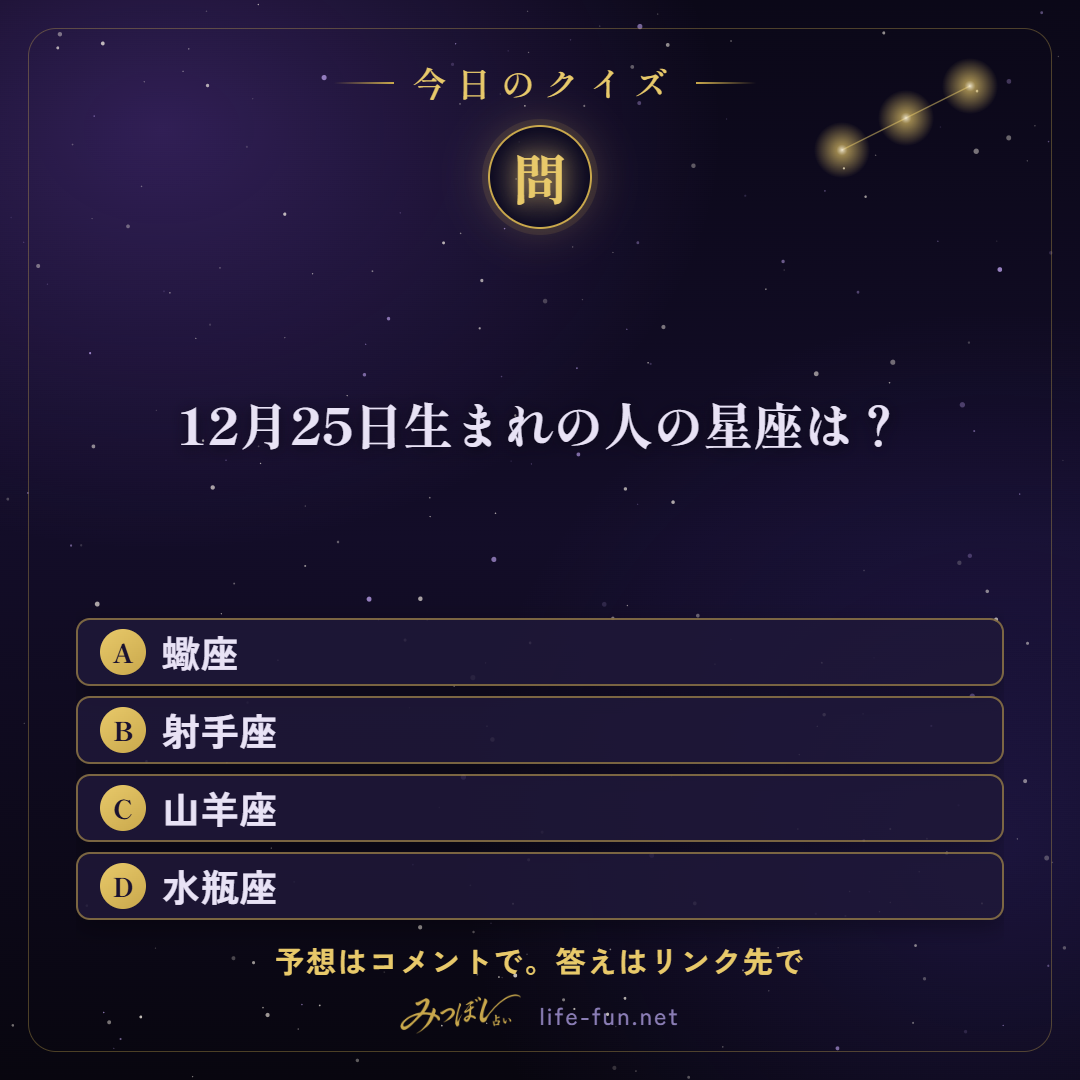 今日のクイズ
問
12月25日生まれの人の星座は？
A 蠍座
B 射手座
C 山羊座
D 水瓶座
予想はコメントで。答えはリンク先で
みつぼし占い life-fun.net